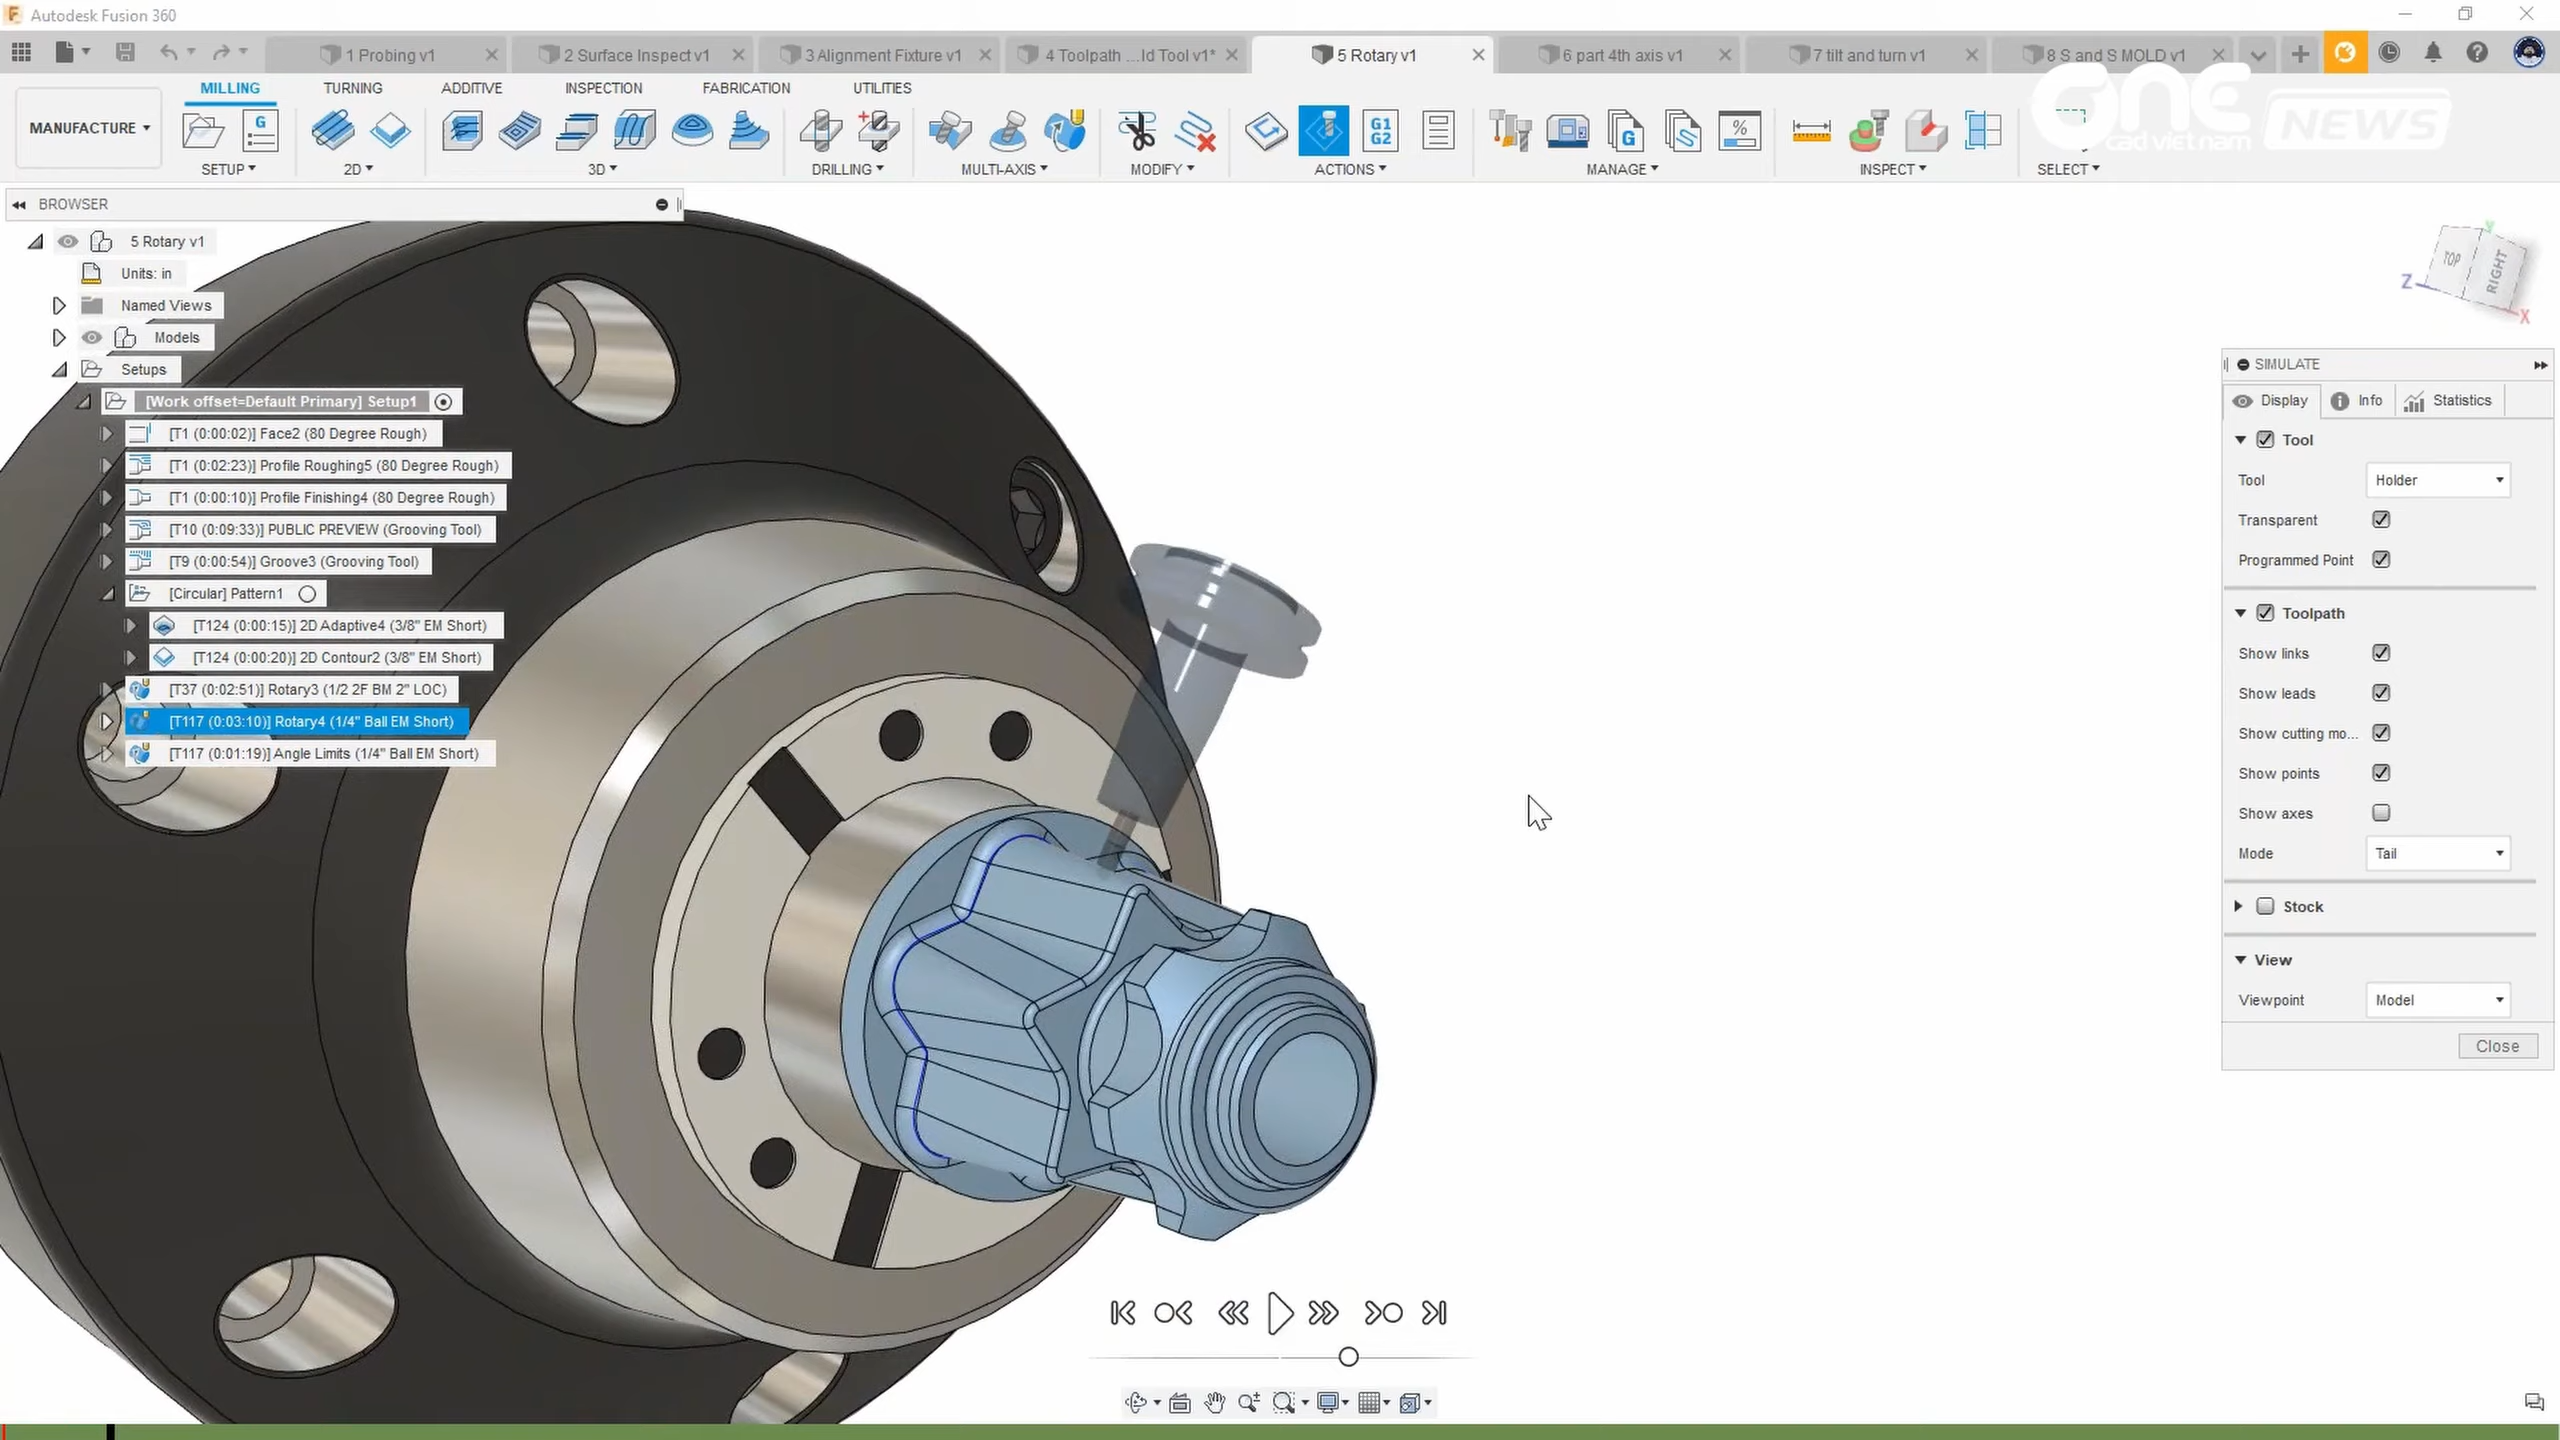 Autodesk Fusion 360
1 Probing v1
2 Surface Inspect v1
3 Alignment Fixture v1
4 Toolpath ...ld Tool v1*
5 Rotary v1
6 part 4th axis v1
7 tilt and turn v1
8 S and S MOLD v1
MILLING
TURNING
ADDITIVE
INSPECTION
FABRICATION
UTILITIES
one
cad việt nam
NEWS
MANUFACTURE
G
G1
G2
G
%
SETUP
2D
3D
DRILLING
MULTI-AXIS
MODIFY
ACTIONS
MANAGE
INSPECT
SELECT
BROWSER
5 Rotary v1
Units: in
Named Views
Models
Setups
[Work offset=Default Primary] Setup1
[T1 (0:00:02)] Face2 (80 Degree Rough)
[T1 (0:02:23)] Profile Roughing5 (80 Degree Rough)
[T1 (0:00:10)] Profile Finishing4 (80 Degree Rough)
[T10 (0:09:33)] PUBLIC PREVIEW (Grooving Tool)
[T9 (0:00:54)] Groove3 (Grooving Tool)
[Circular] Pattern1
[T124 (0:00:15)] 2D Adaptive4 (3/8" EM Short)
[T124 (0:00:20)] 2D Contour2 (3/8" EM Short)
[T37 (0:02:51)] Rotary3 (1/2 2F BM 2" LOC)
[T117 (0:03:10)] Rotary4 (1/4" Ball EM Short)
[T117 (0:01:19)] Angle Limits (1/4" Ball EM Short)
TOP
RIGHT
Z
X
SIMULATE
Display
Info
Statistics
Tool
Tool
Holder
Transparent
Programmed Point
Toolpath
Show links
Show leads
Show cutting mo...
Show points
Show axes
Mode
Tail
Stock
View
Viewpoint
Model
Close